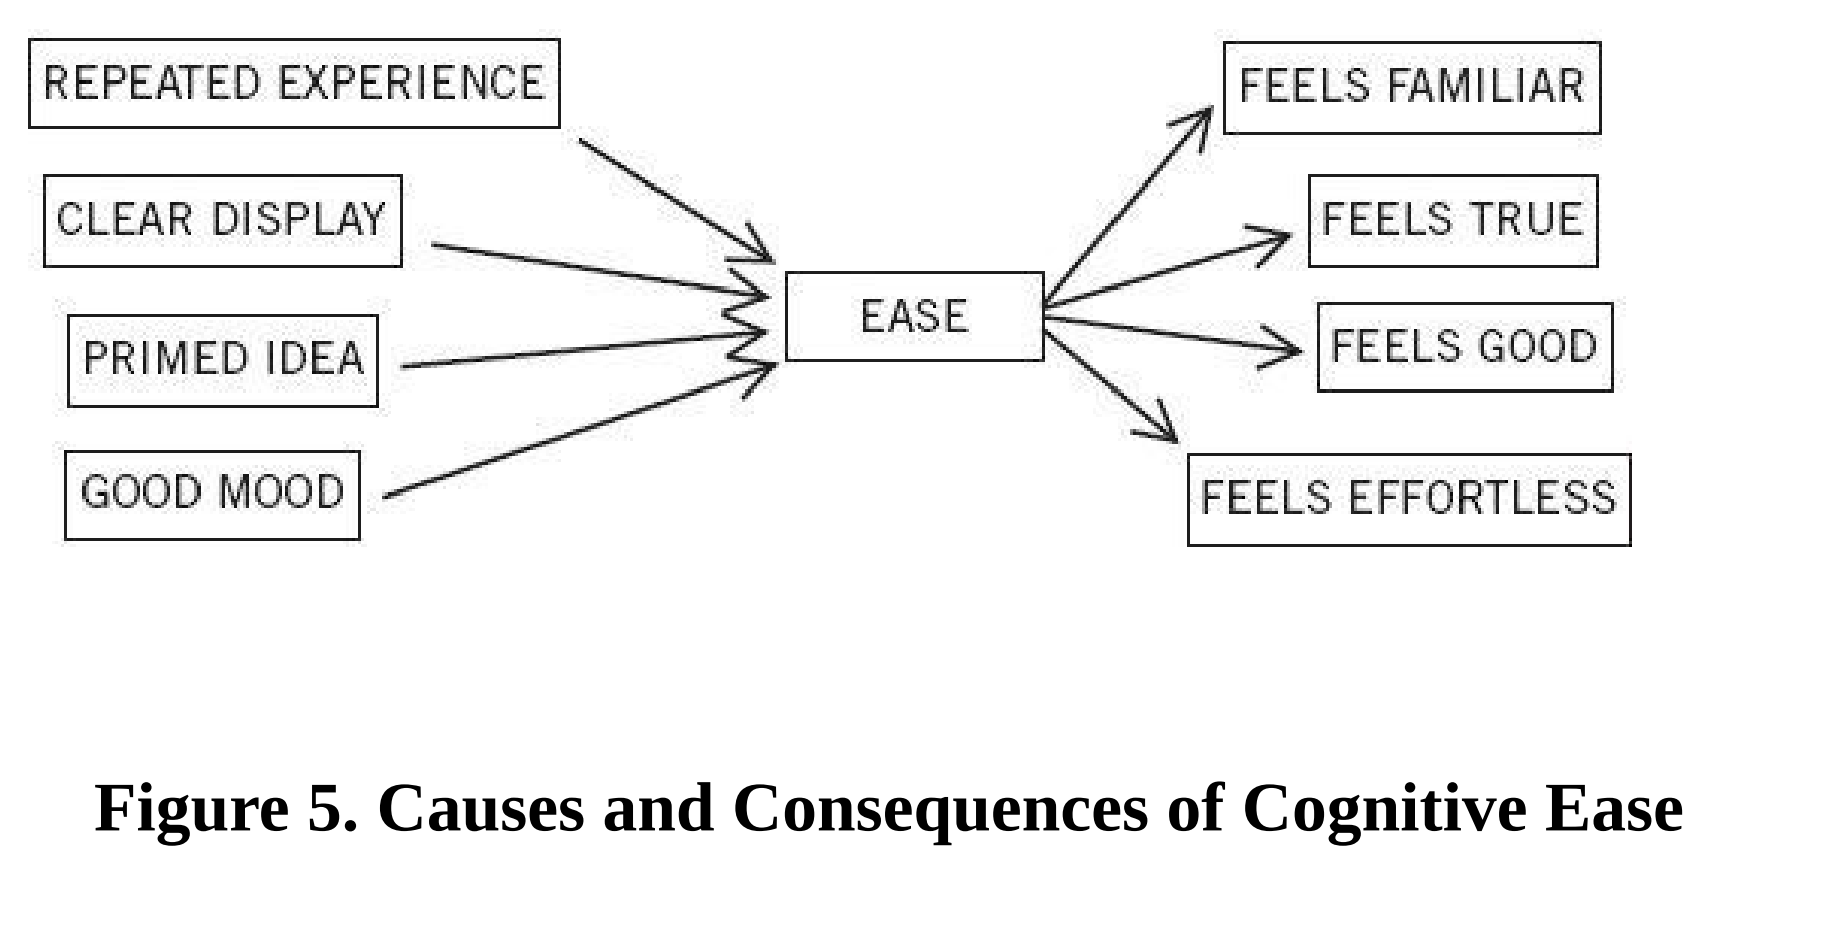 REPEATED EXPERIENCE
CLEAR DISPLAY
PRIMED IDEA
GOOD MOOD
EASE
FEELS FAMILIAR
FEELS TRUE
FEELS GOOD
FEELS EFFORTLESS
Figure 5. Causes and Consequences of Cognitive Ease